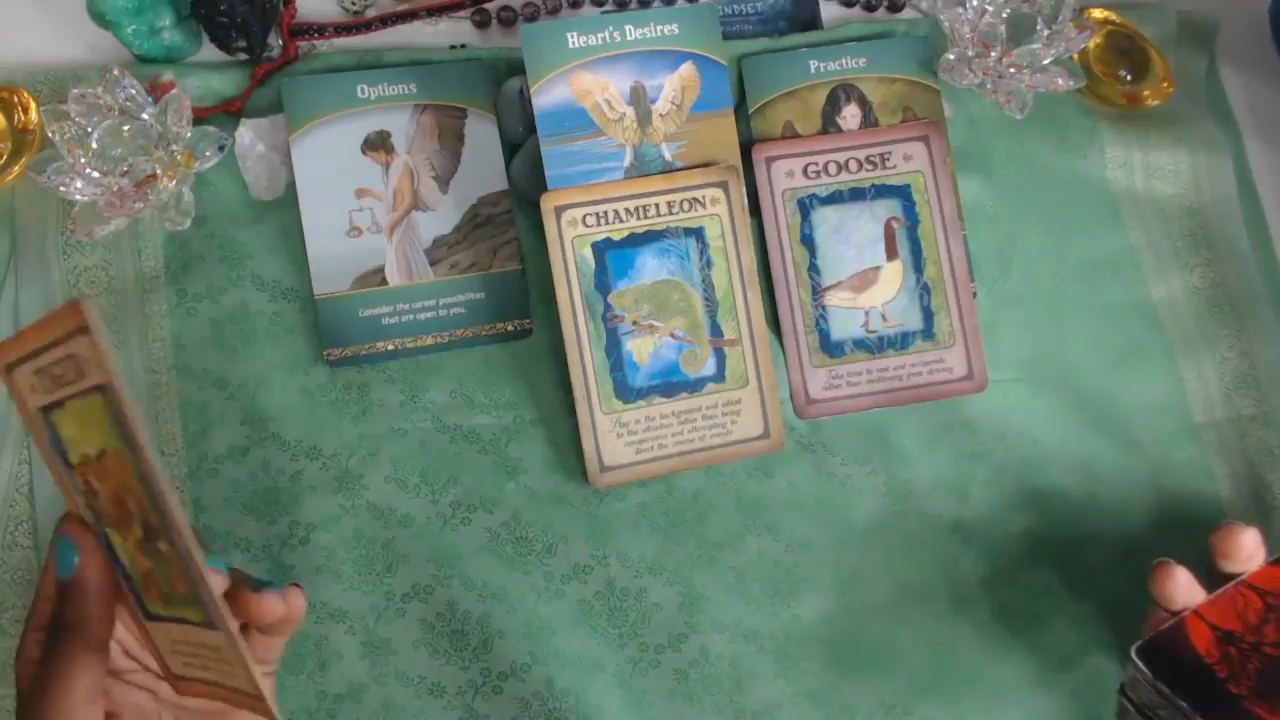 Heart's Desires
Practice
Options
GOOSE
CHAMELEON
Consider the career possibilities
that are open to you.
Take time to rest and recuperate
rather than continuing your
Stay in the background and adapt
to the situation rather than being
conspicuous and attempting to
direct the course of events